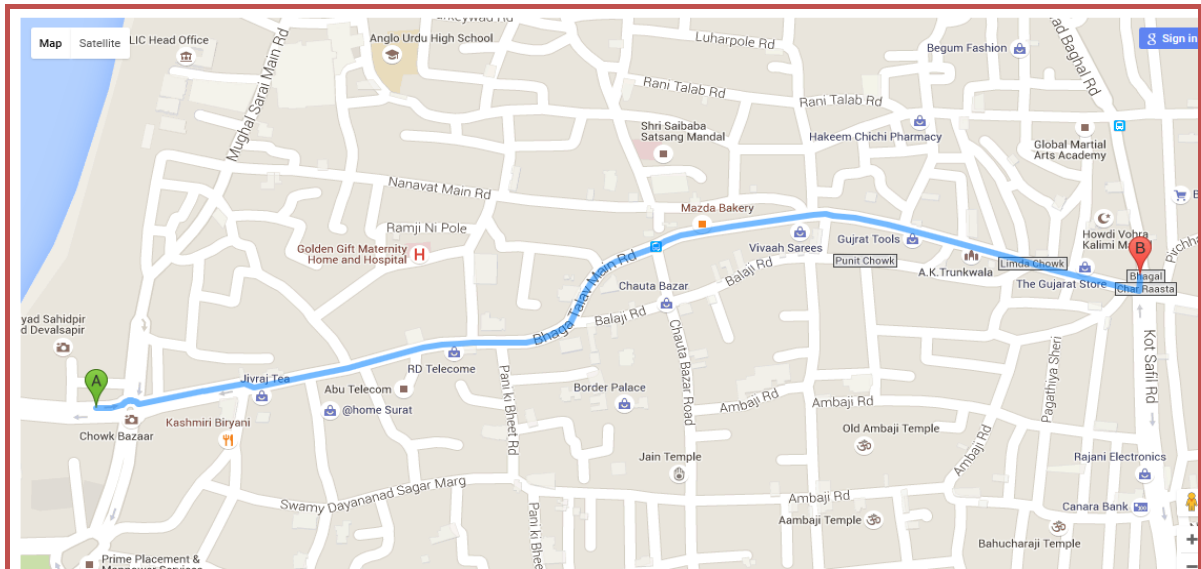 Map
Satellite
LIC Head Office
Mughal Sarai Main Rd
Anglo Urdu High School
Luharpole Rd
Begum Fashion
Sign in
Rani Talab Rd
Rani Talab Rd
Hakeem Chichi Pharmacy
Shri Saibaba
Satsang Mandal
Global Martial
Arts Academy
Nanavat Main Rd
Mazda Bakery
Ramji Ni Pole
Golden Gift Maternity
Home and Hospital
H
Vivaah Sarees
Gujrat Tools
Punit Chowk
A.K.Trunkwala
Limda Chowk
Howdi Vohra
B
Bhagal
Char Raasta
The Gujarat Store
Bhaga Talav Main Rd
Chauta Bazar
Balaji Rd
Balaji Rd
Kot Safil Rd
Pagathiya Sheri
A
Jivraj Tea
RD Telecome
Abu Telecom
@home Surat
Chowk Bazaar
Kashmiri Biryani
Pani ki Bheet Rd
Border Palace
Chauta Bazar Road
Ambaji Rd
Ambaji Rd
Old Ambaji Temple
Ambaji Rd
Jain Temple
Rajani Electronics
Swamy Dayananad Sagar Marg
Ambaji Rd
Canara Bank
Aambaji Temple
Bahucharaji Temple
Prime Placement &